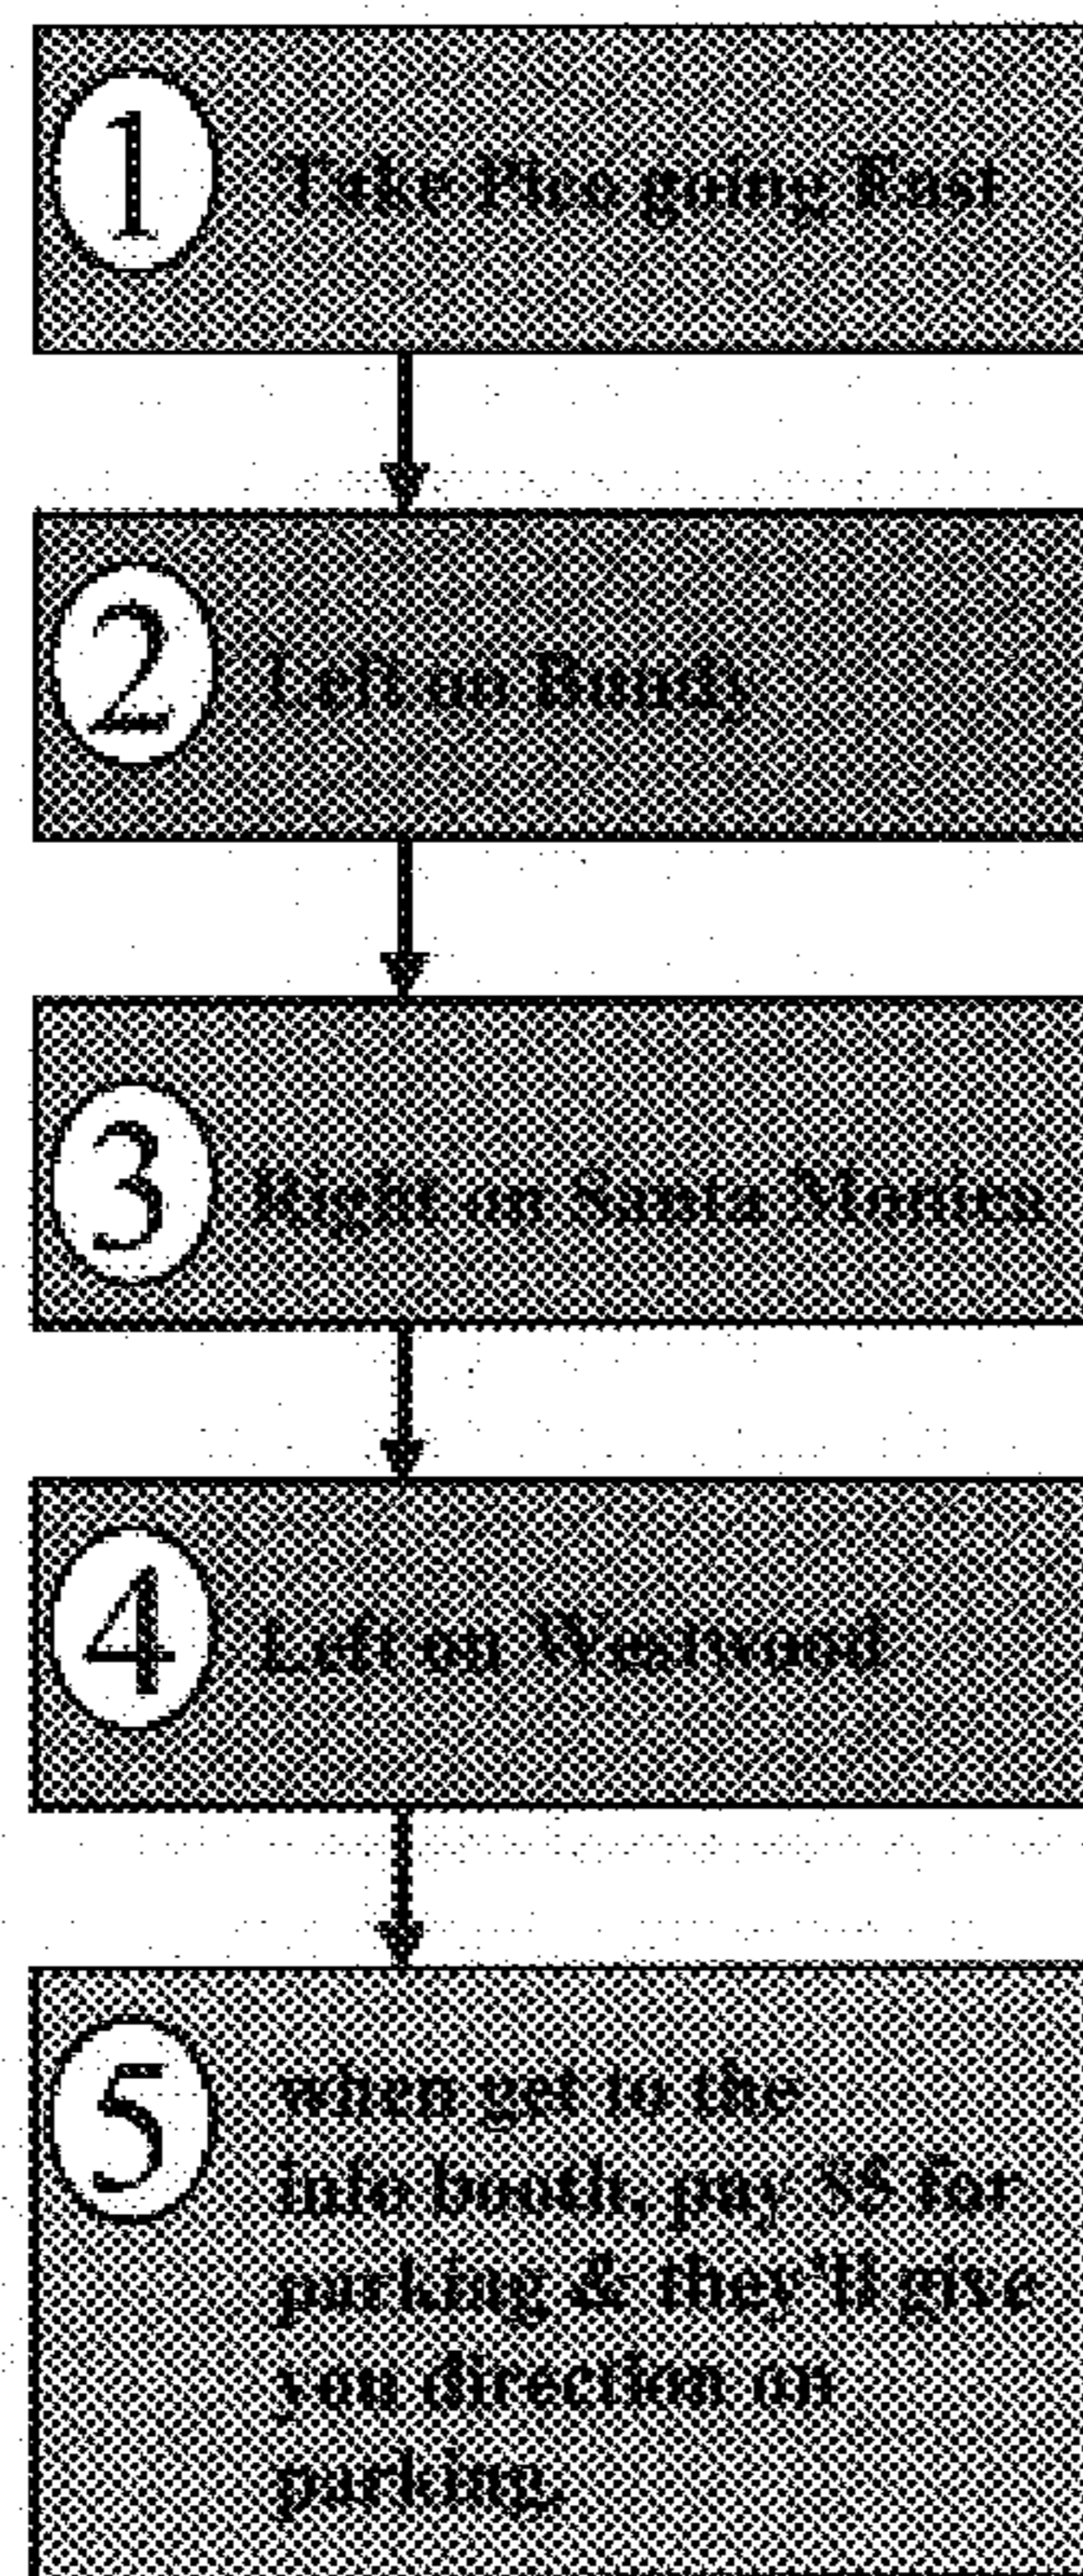 1
Take Pico going East
2
Left on Bundy
3
Right on Santa Monica
4
Left on Westwood
5
when get to the
info booth, pay $8 for
parking & they'll give
you direction on
parking.